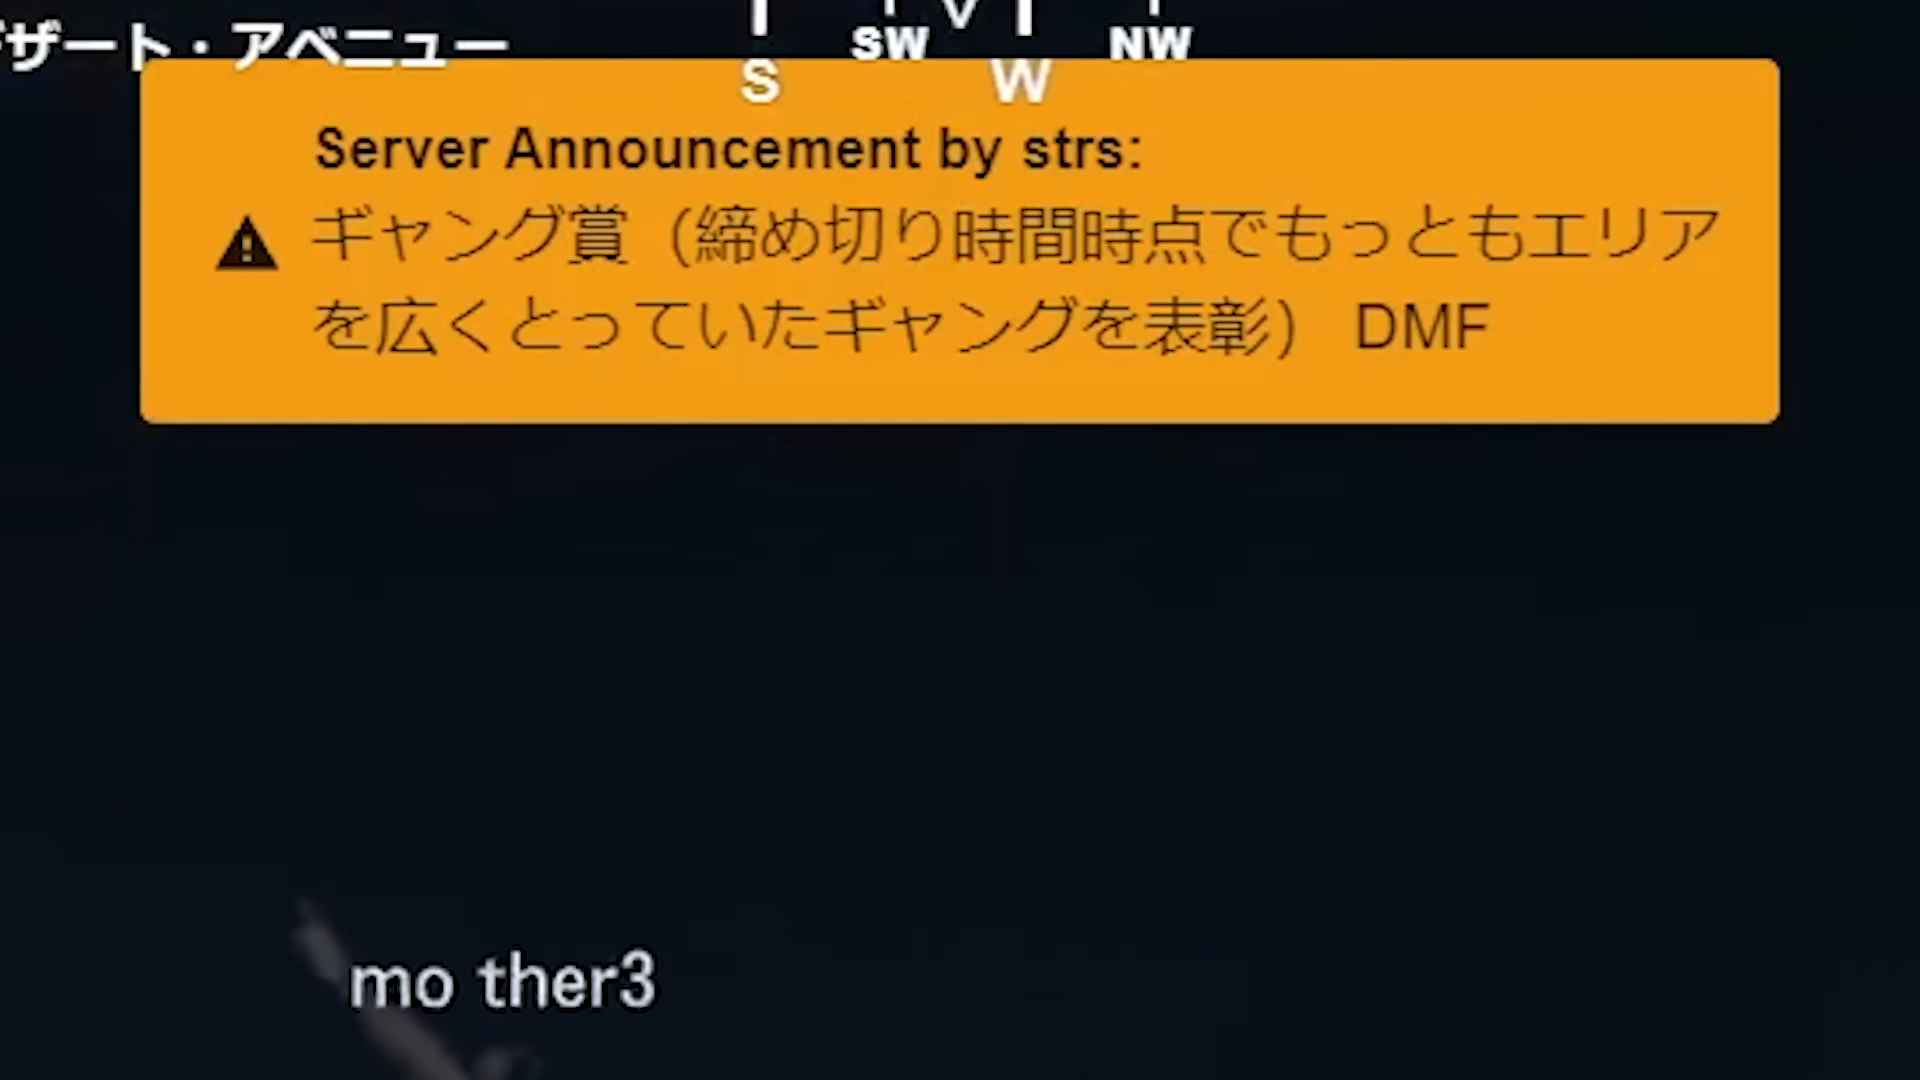 ザート・アベニュー
SW
NW
S
W
Server Announcement by strs:
ギャング賞（締め切り時間時点でもっともエリア
を広くとっていたギャングを表彰） DMF
mo ther3